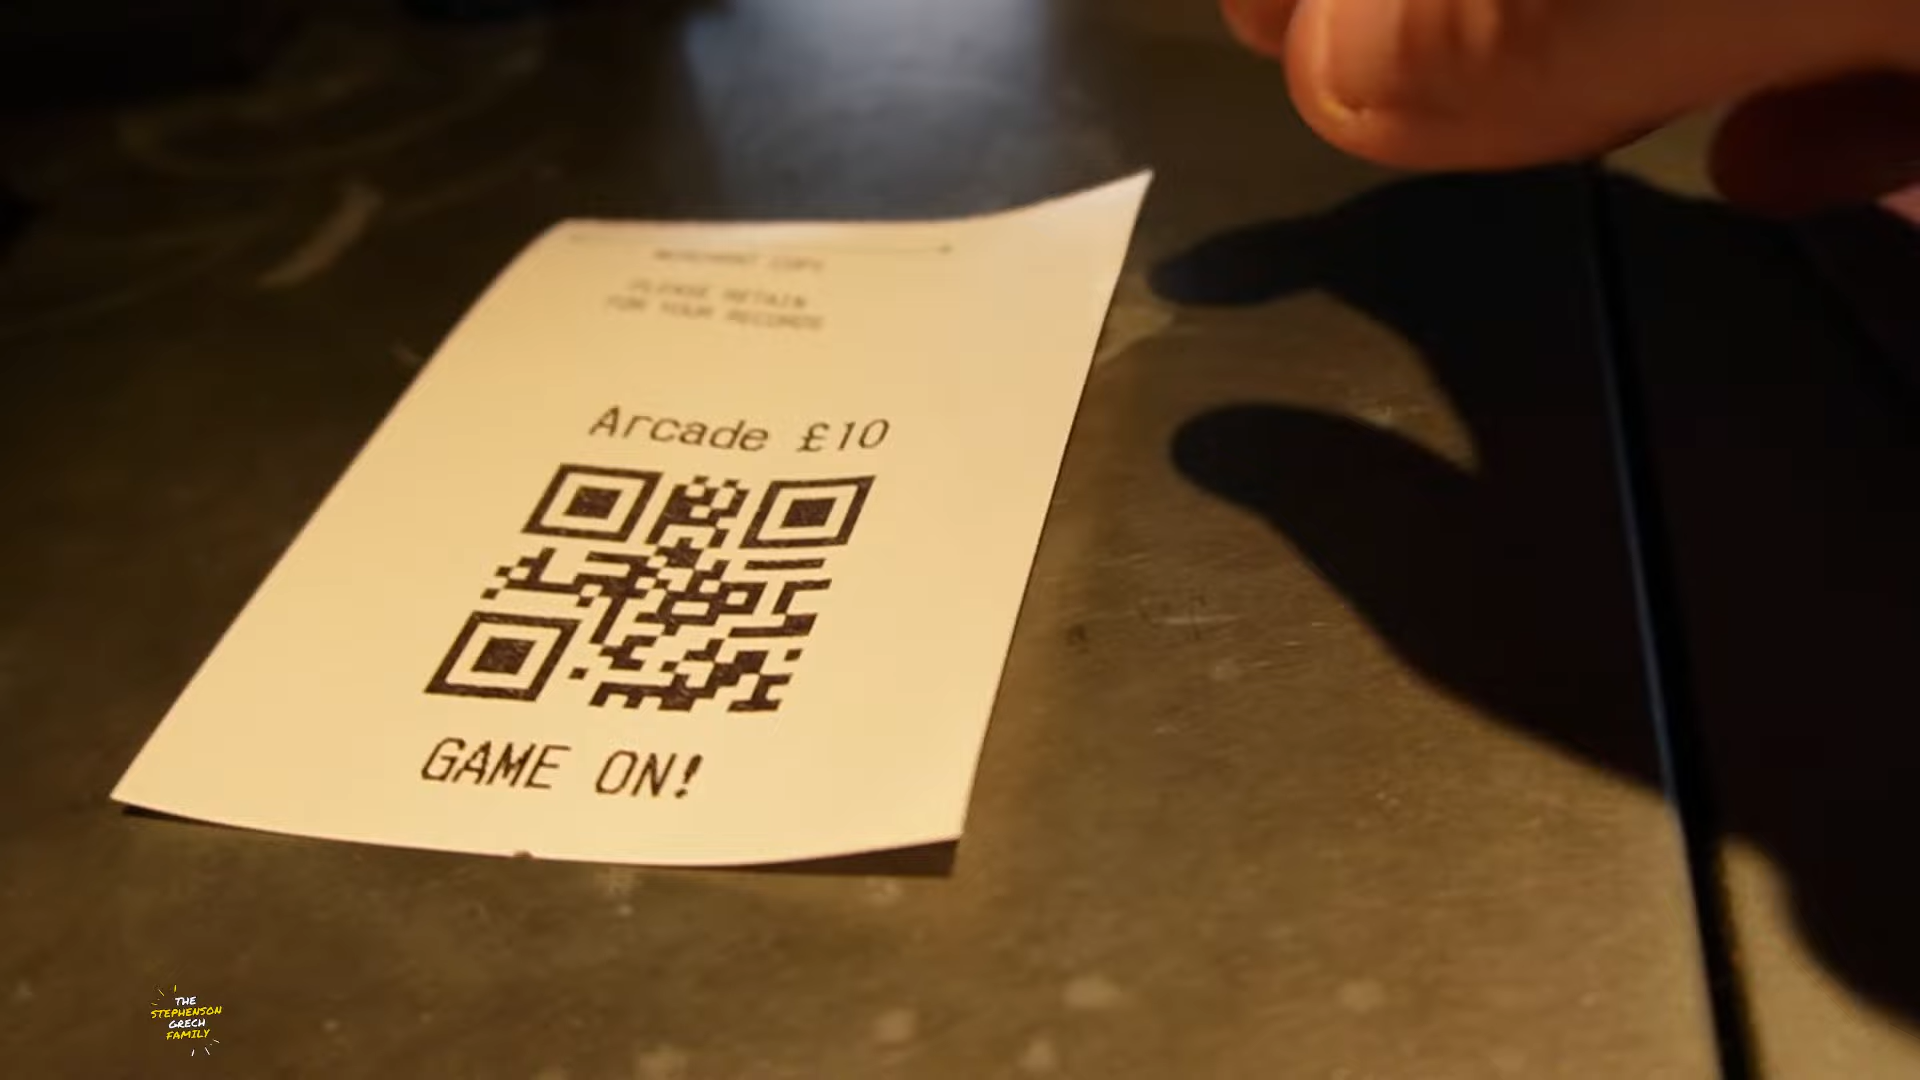 MERCHANT COPY
PLEASE RETAIN
FOR YOUR RECORDS
Arcade £10
GAME ON!
THE
STEPHENSON
GRECH
FAMILY